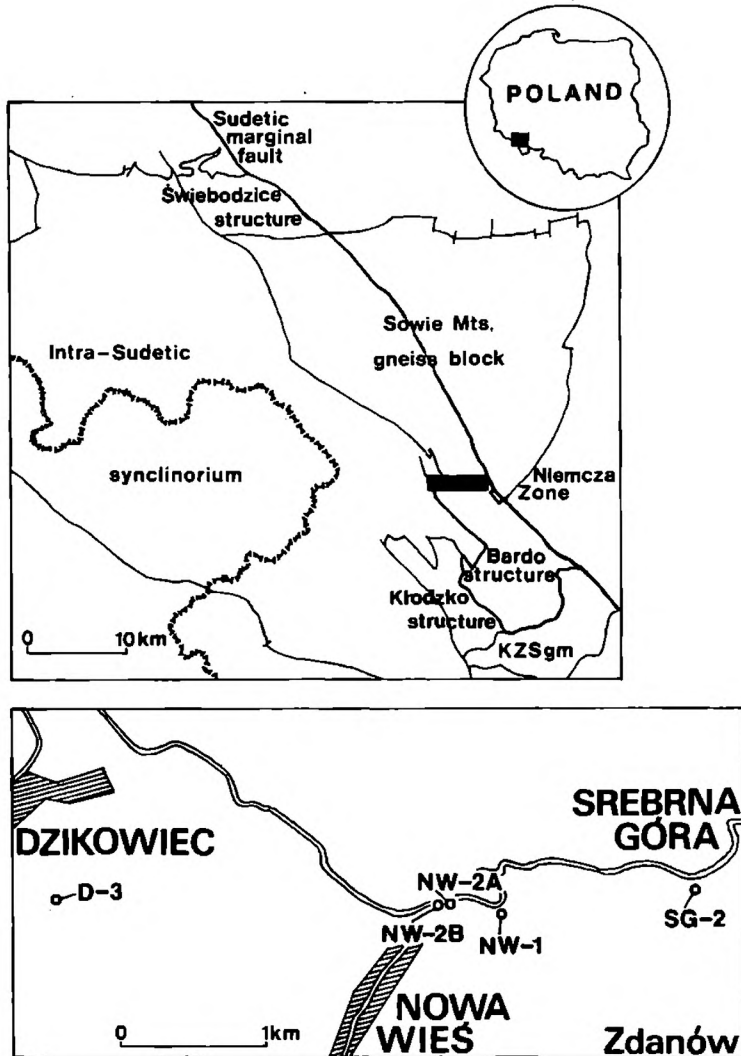 POLAND
Sudetic
marginal
fault
Świebodzice
structure
Sowie Mts.
gneiss block
Intra-Sudetic
synclinorium
Niemcza
Zone
Bardo
structure
Kłodzko
structure
KZSgm
0 10km
SREBRNA
GÓRA
DZIKOWIEC
D-3
NW-2A
NW-2B
NW-1
SG-2
NOWA
WIEŚ
0 1km
Zdanów